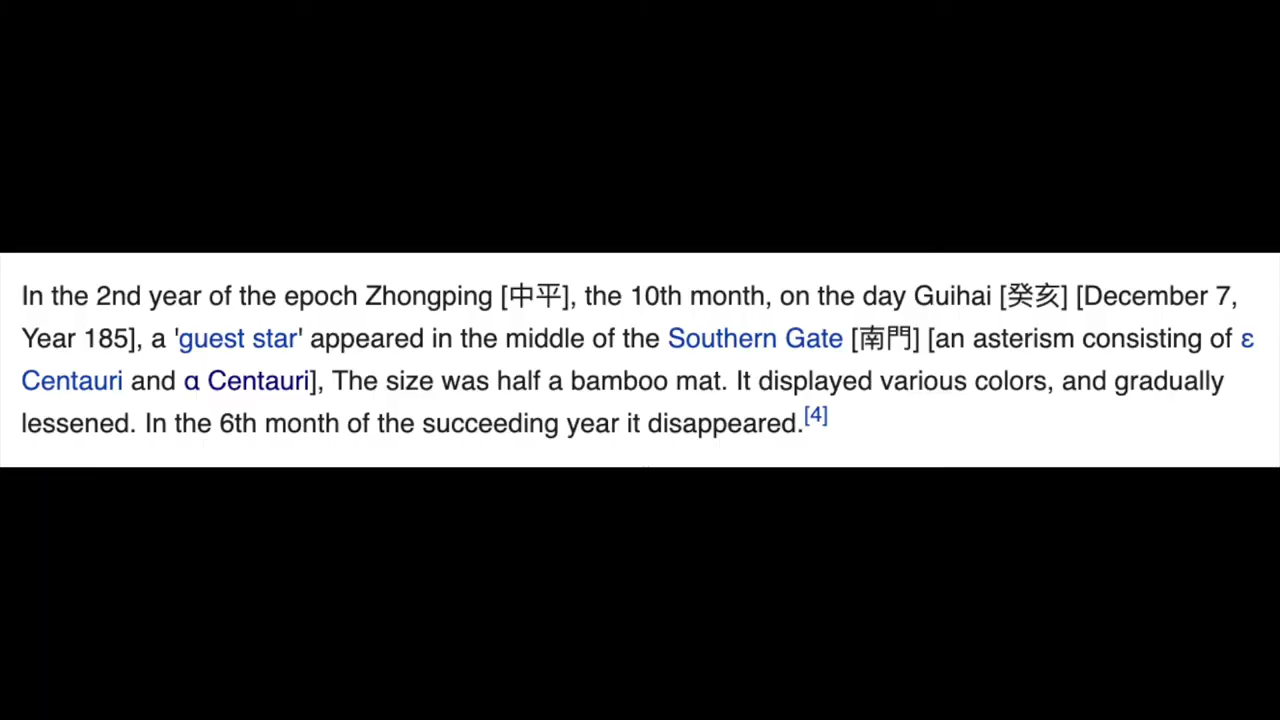 In the 2nd year of the epoch Zhongping [中平], the 10th month, on the day Guihai [癸亥] [December 7,
Year 185], a 'guest star' appeared in the middle of the Southern Gate [南門] [an asterism consisting of ε
Centauri and α Centauri], The size was half a bamboo mat. It displayed various colors, and gradually
lessened. In the 6th month of the succeeding year it disappeared.[4]